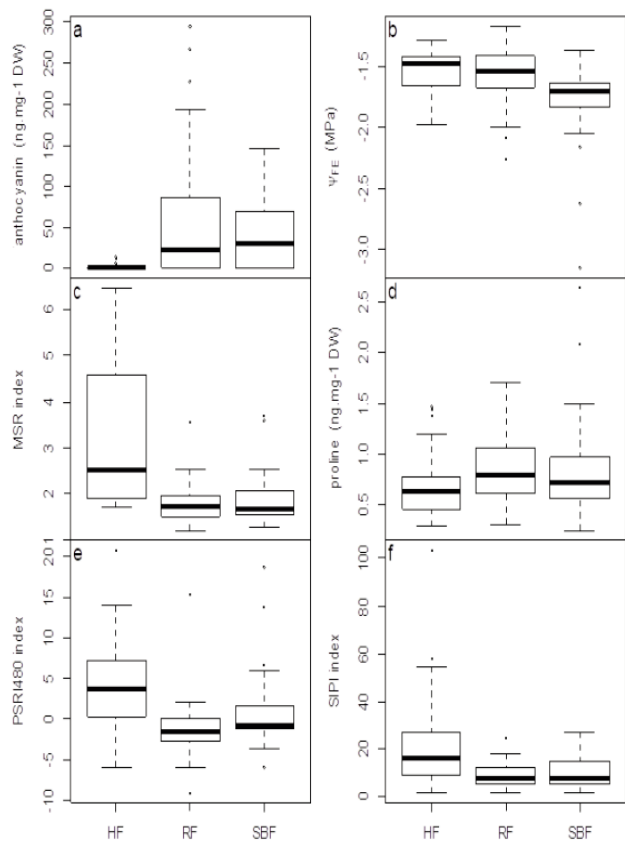 a
anthocyanin (ng.mg-1 DW)
0 50 100 150 200 250 300
b
ΨFE (MPa)
-3.1 -2.5 -2.0 -1.5
c
MSR index
2 3 4 5 6
d
proline (ng.mg-1 DW)
0.5 1.0 1.5 2.0 2.5
e
PSRI480 index
-10 -5 0 5 10 15 20
f
SIPI index
0 20 40 60 80 100
HF RF SBF
HF RF SBF